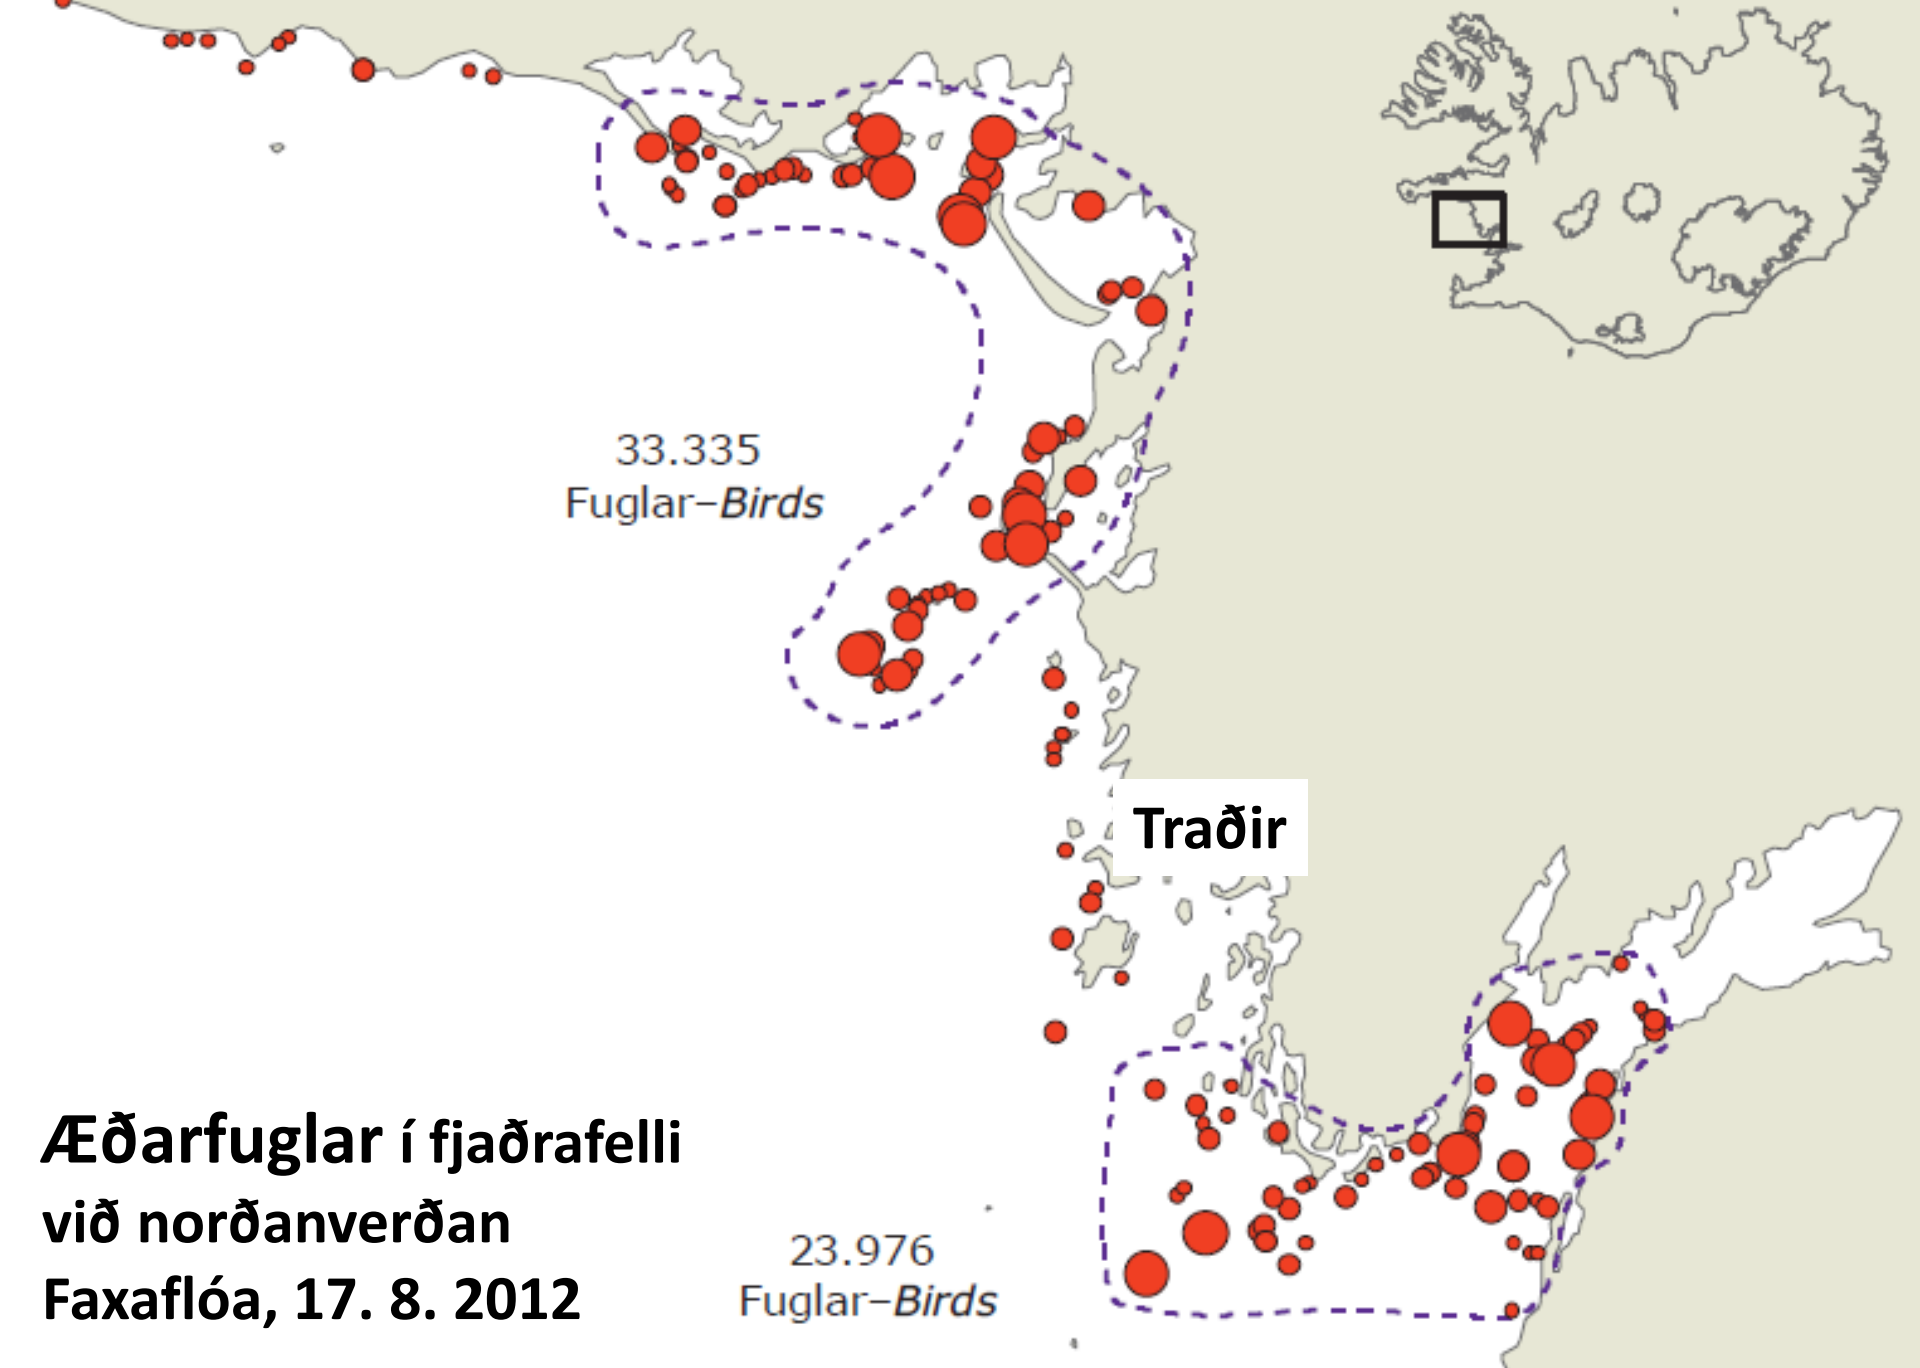 33.335
Fuglar–Birds
Traðir
Æðarfuglar í fjaðrafelli
við norðanverðan
Faxaflóa, 17. 8. 2012
23.976
Fuglar–Birds